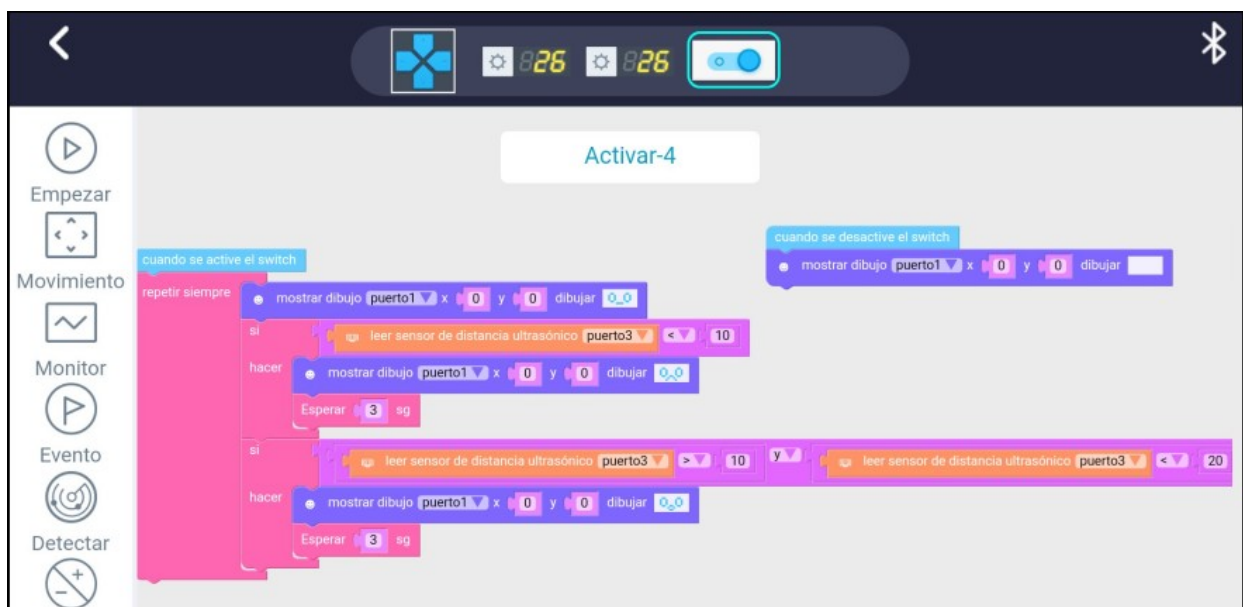 26 26
Activar-4
Empezar
Movimiento
Monitor
Evento
Detectar
cuando se active el switch
repetir siempre
mostrar dibujo puerto1 x 0 y 0 dibujar
si leer sensor de distancia ultrasónico puerto3 < 10
hacer mostrar dibujo puerto1 x 0 y 0 dibujar
Esperar 3 sg
si leer sensor de distancia ultrasónico puerto3 > 10 y leer sensor de distancia ultrasónico puerto3 < 20
hacer mostrar dibujo puerto1 x 0 y 0 dibujar
Esperar 3 sg
cuando se desactive el switch
mostrar dibujo puerto1 x 0 y 0 dibujar